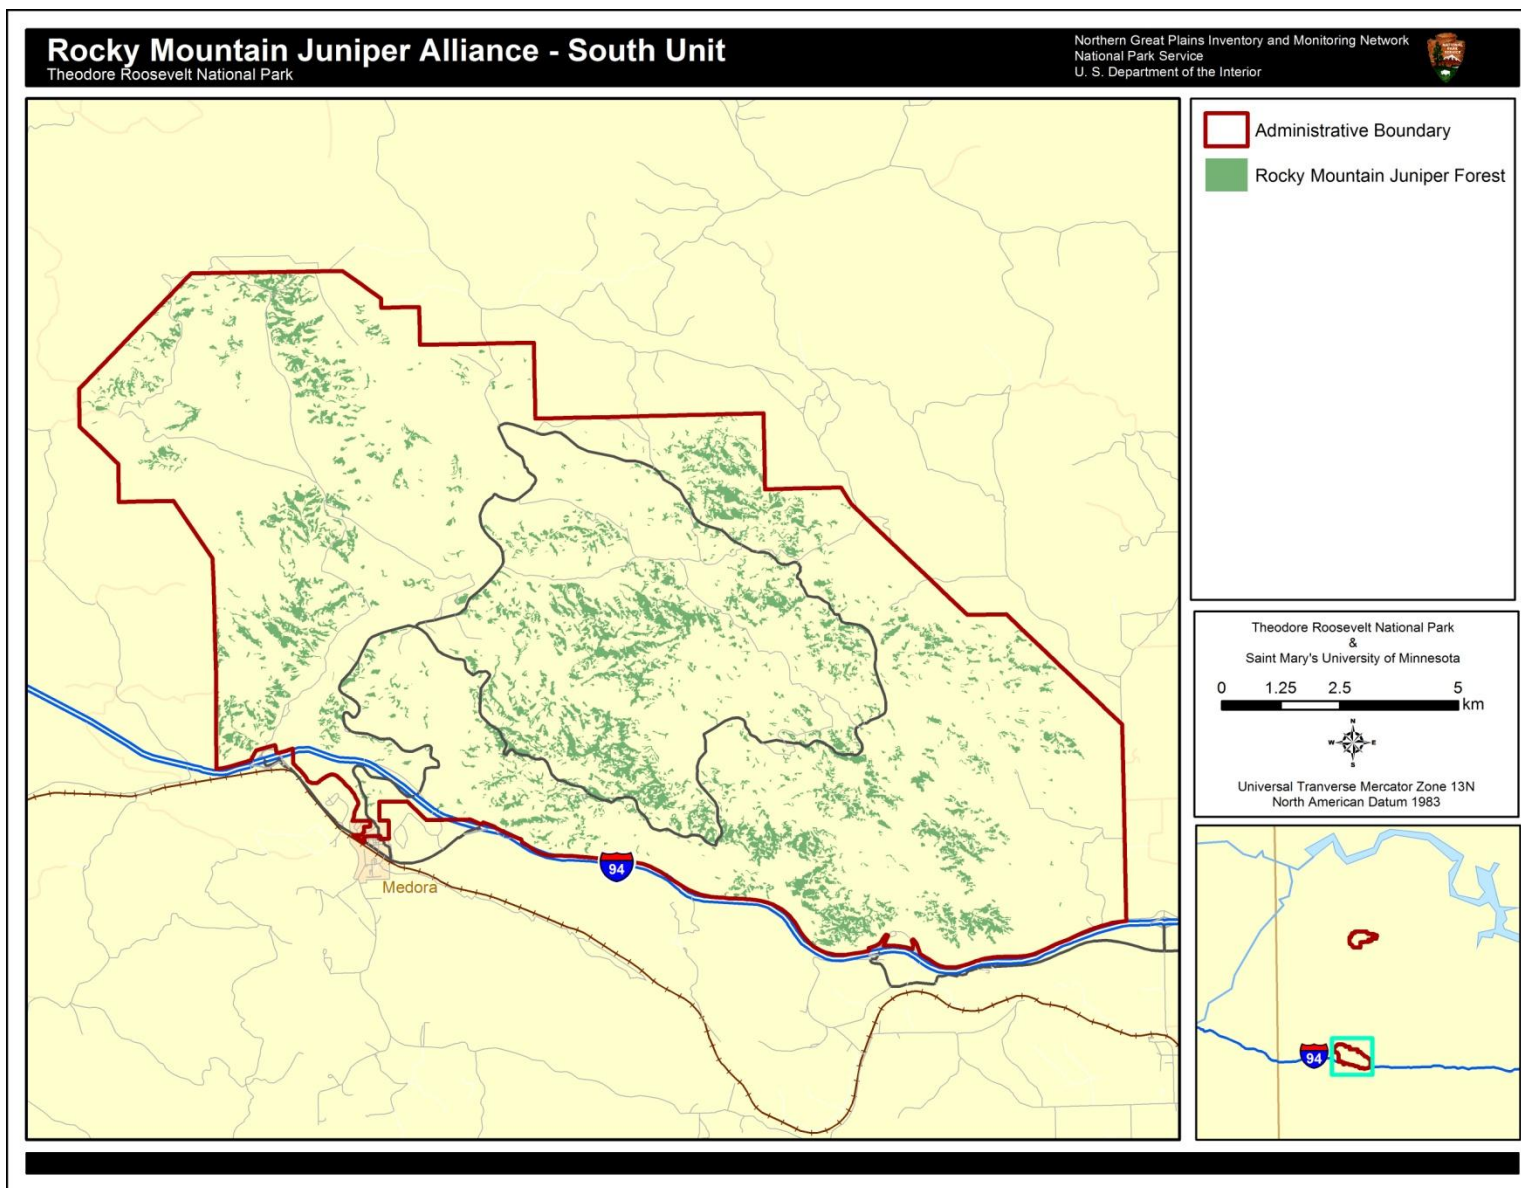 Rocky Mountain Juniper Alliance - South Unit
Theodore Roosevelt National Park
Northern Great Plains Inventory and Monitoring Network
National Park Service
U. S. Department of the Interior
Administrative Boundary
Rocky Mountain Juniper Forest
Medora
94
Theodore Roosevelt National Park
&
Saint Mary's University of Minnesota
0 1.25 2.5 5
km
N
W E
S
Universal Tranverse Mercator Zone 13N
North American Datum 1983
94